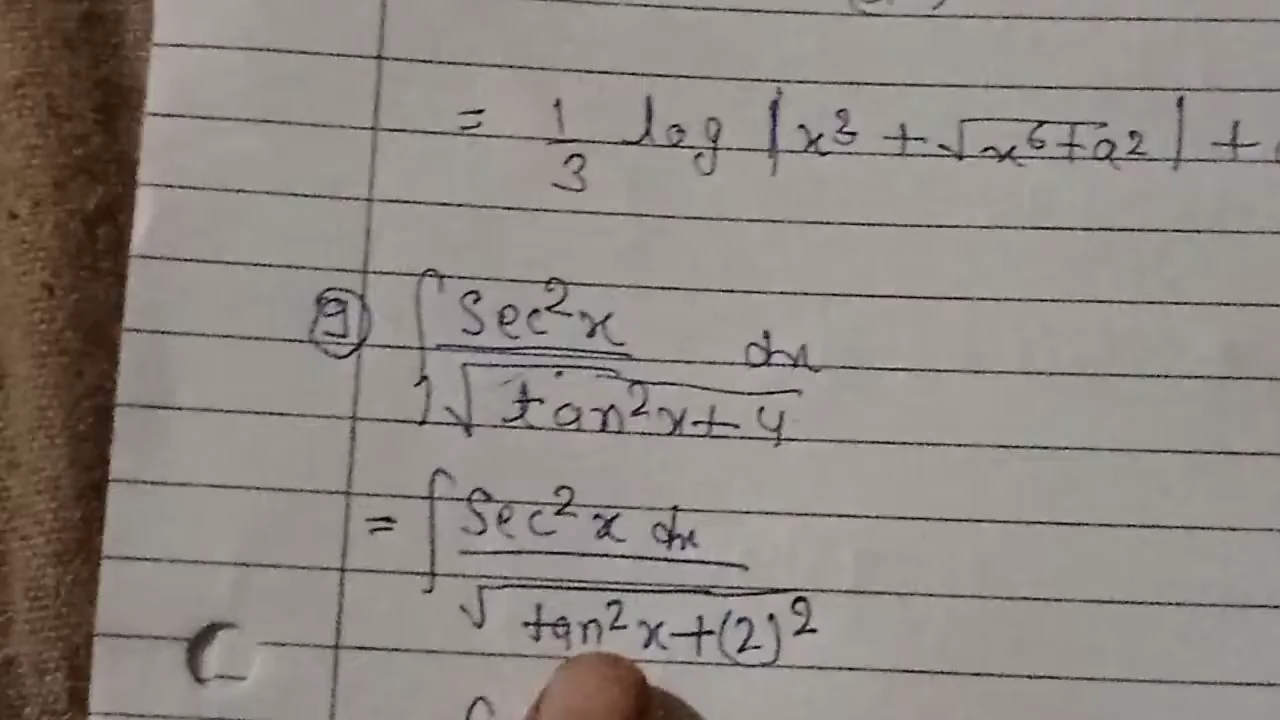 = 1/3 log |x³ + √x⁶+a²| +
9) ∫ Sec²x / √tan²x+4 dx
= ∫ Sec²x dx / √tan²x+(2)²